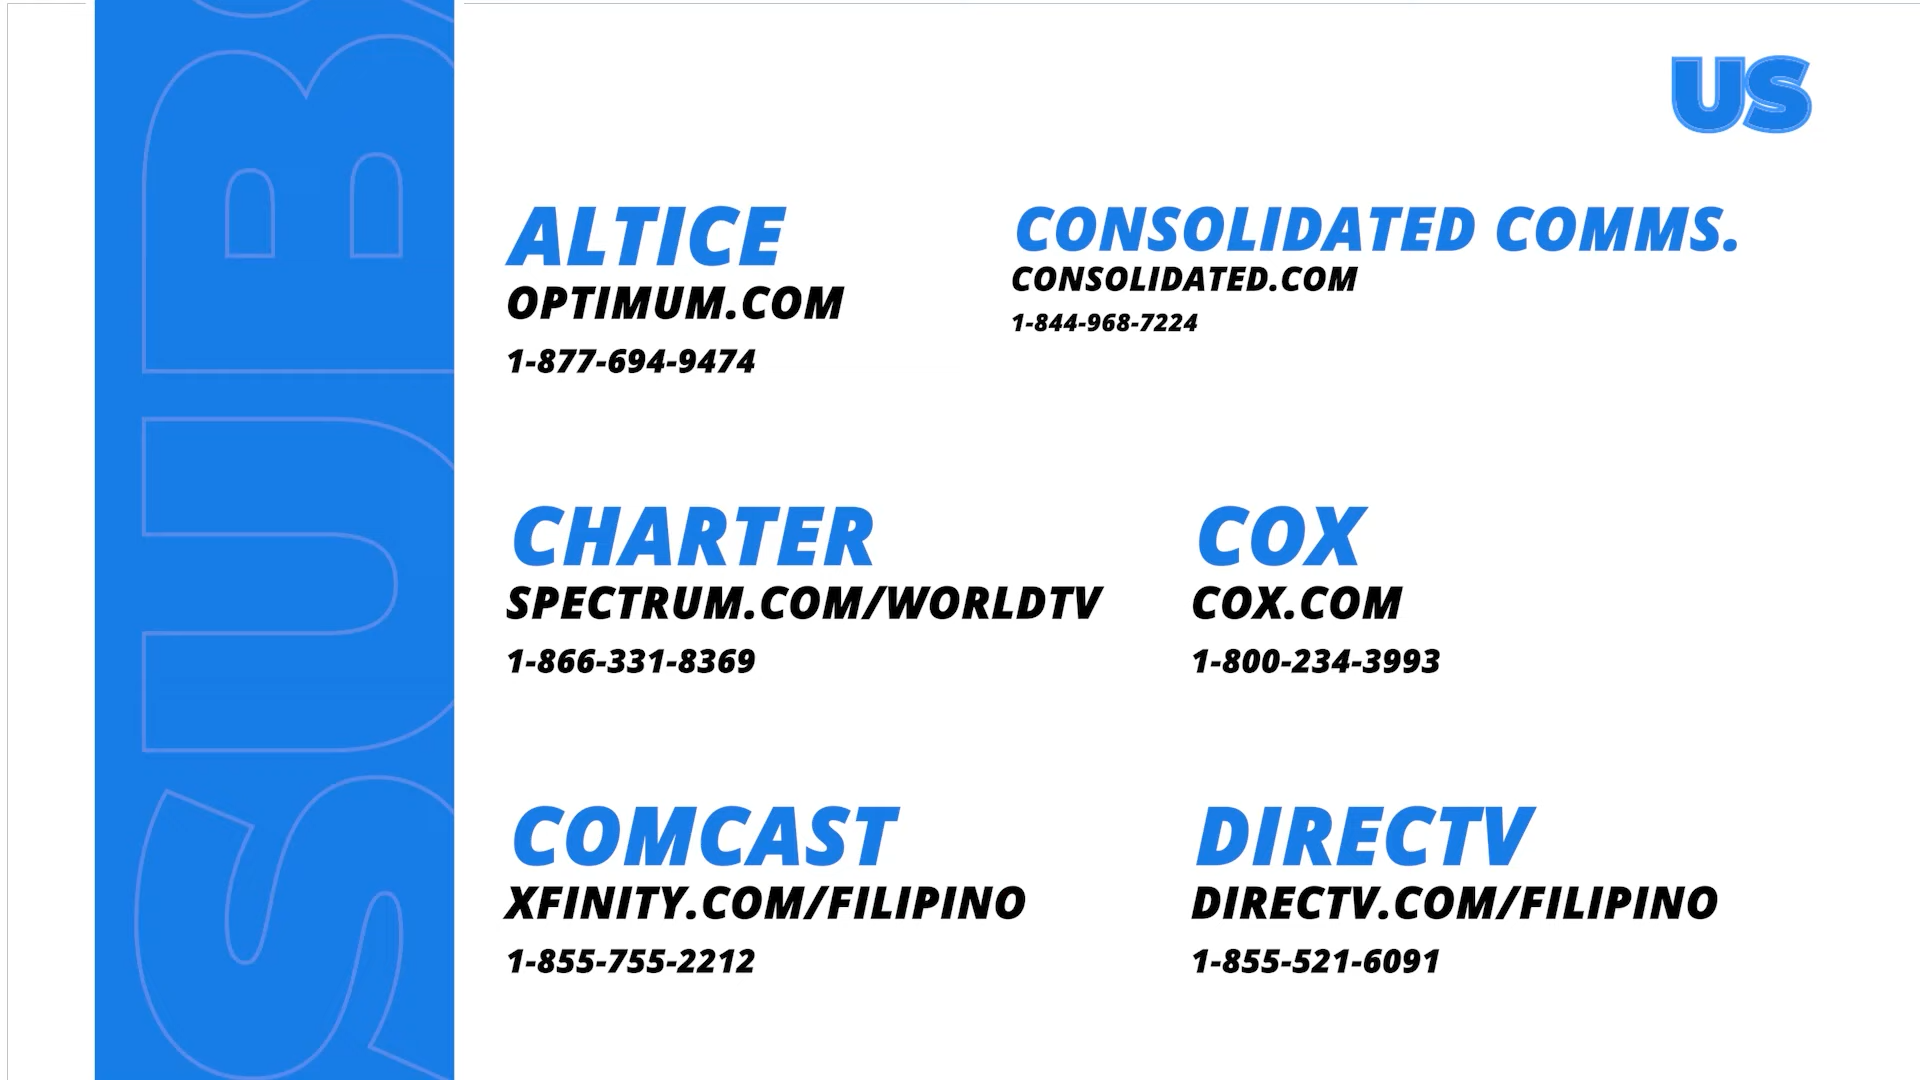 SUB
US
ALTICE
OPTIMUM.COM
1-877-694-9474
CONSOLIDATED COMMS.
CONSOLIDATED.COM
1-844-968-7224
CHARTER
SPECTRUM.COM/WORLDTV
1-866-331-8369
COX
COX.COM
1-800-234-3993
COMCAST
XFINITY.COM/FILIPINO
1-855-755-2212
DIRECTV
DIRECTV.COM/FILIPINO
1-855-521-6091